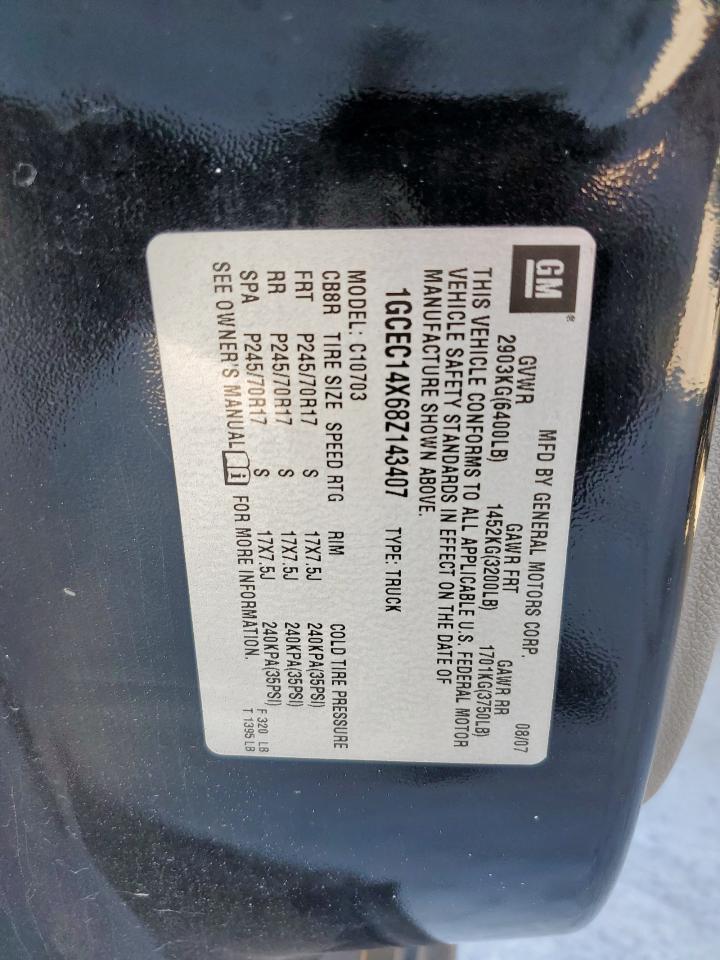 GM® MFD BY GENERAL MOTORS CORP. 08/07
GVWR GAWR FRT GAWR RR
2903KG(6400LB) 1452KG(3200LB) 1701KG(3750LB)
THIS VEHICLE CONFORMS TO ALL APPLICABLE U.S. FEDERAL MOTOR
VEHICLE SAFETY STANDARDS IN EFFECT ON THE DATE OF
MANUFACTURE SHOWN ABOVE.
1GCEC14X68Z143407 TYPE: TRUCK
MODEL: C10703
CB8R TIRE SIZE SPEED RTG RIM COLD TIRE PRESSURE
FRT P245/70R17 S 17X7.5J 240KPA(35PSI)
RR P245/70R17 S 17X7.5J 240KPA(35PSI)
SPA P245/70R17 S 17X7.5J 240KPA(35PSI) F 320 LB
SEE OWNER'S MANUAL i FOR MORE INFORMATION. T 1395 LB